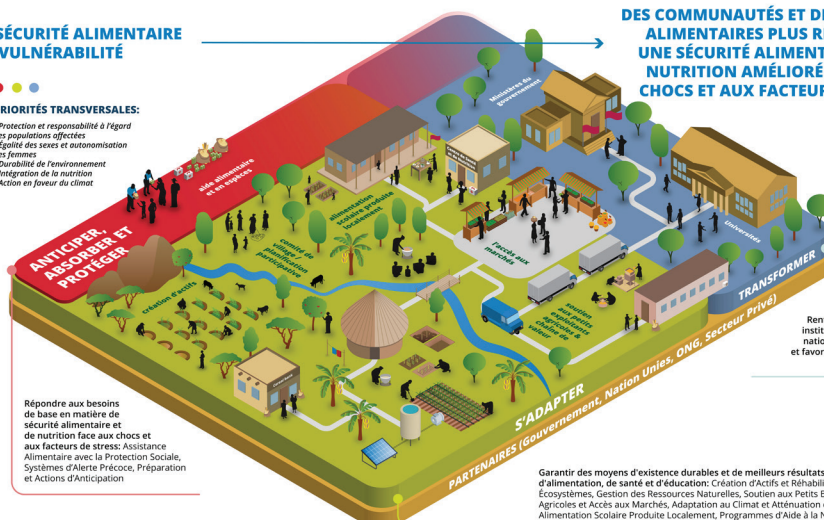 SÉCURITÉ ALIMENTAIRE
VULNÉRABILITÉ
DES COMMUNAUTÉS ET DE
ALIMENTAIRES PLUS RE
UNE SÉCURITÉ ALIMENT
NUTRITION AMÉLIORÉ
CHOCS ET AUX FACTEUR
RIORITÉS TRANSVERSALES:
Protection et responsabilité à l'égard
es populations affectées
Égalité des sexes et autonomisation
es femmes
Durabilité de l'environnement
Intégration de la nutrition
Action en faveur du climat
Ministères du
gouvernement
aide alimentaire
et en espèces
alimentation
scolaire produite
localement
Universités
l'accès aux
marchés
comité de
village /
planification
participative
ANTICIPER,
ABSORBER ET
PROTÉGER
création d'actifs
soutien
aux petits
exploitants
agricoles &
chaîne de
valeur
TRANSFORMER
S'ADAPTER
PARTENAIRES (Gouvernement, Nation Unies, ONG, Secteur Privé)
Ren
instit
natio
et favor
Répondre aux besoins
de base en matière de
sécurité alimentaire et
de nutrition face aux chocs et
aux facteurs de stress: Assistance
Alimentaire avec la Protection Sociale,
Systèmes d'Alerte Précoce, Préparation
et Actions d'Anticipation
Garantir des moyens d'existence durables et de meilleurs résultats
d'alimentation, de santé et d'éducation: Création d'Actifs et Réhabili
Écosystèmes, Gestion des Ressources Naturelles, Soutien aux Petits E
Agricoles et Accès aux Marchés, Adaptation au Climat et Atténuation
Alimentation Scolaire Produite Localement, Programmes d'Aide à la N